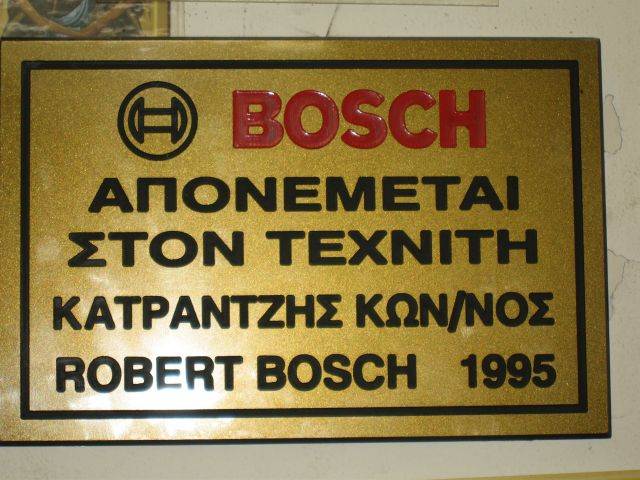 BOSCH
ΑΠΟΝΕΜΕΤΑΙ
ΣΤΟΝ ΤΕΧΝΙΤΗ
ΚΑΤΡΑΝΤΖΗΣ ΚΩΝ/ΝΟΣ
ROBERT BOSCH 1995